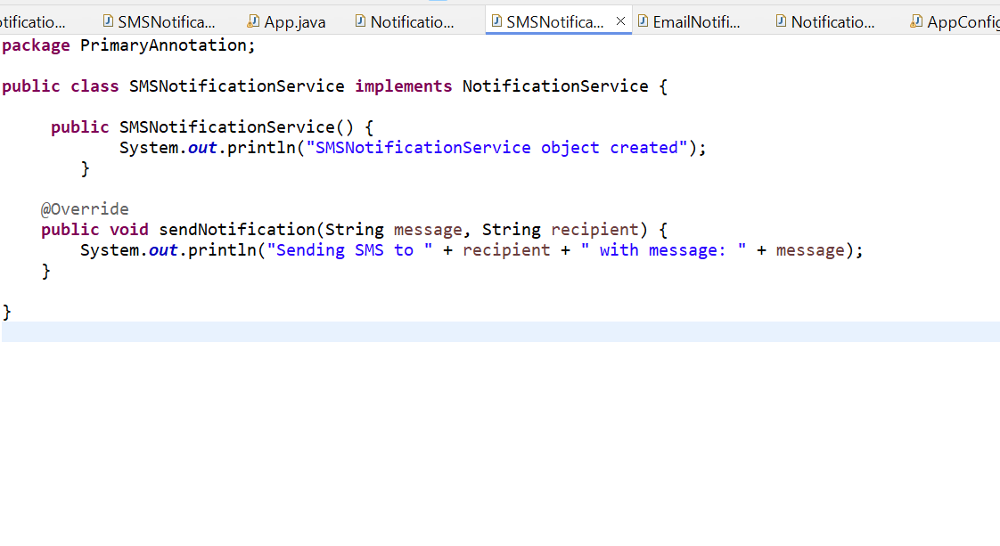 otificatio... SMSNotifica... App.java Notificatio... SMSNotifica... EmailNotifi... Notificatio... AppConfig
package PrimaryAnnotation;
public class SMSNotificationService implements NotificationService {
public SMSNotificationService() {
System.out.println("SMSNotificationService object created");
}
@Override
public void sendNotification(String message, String recipient) {
System.out.println("Sending SMS to " + recipient + " with message: " + message);
}
}